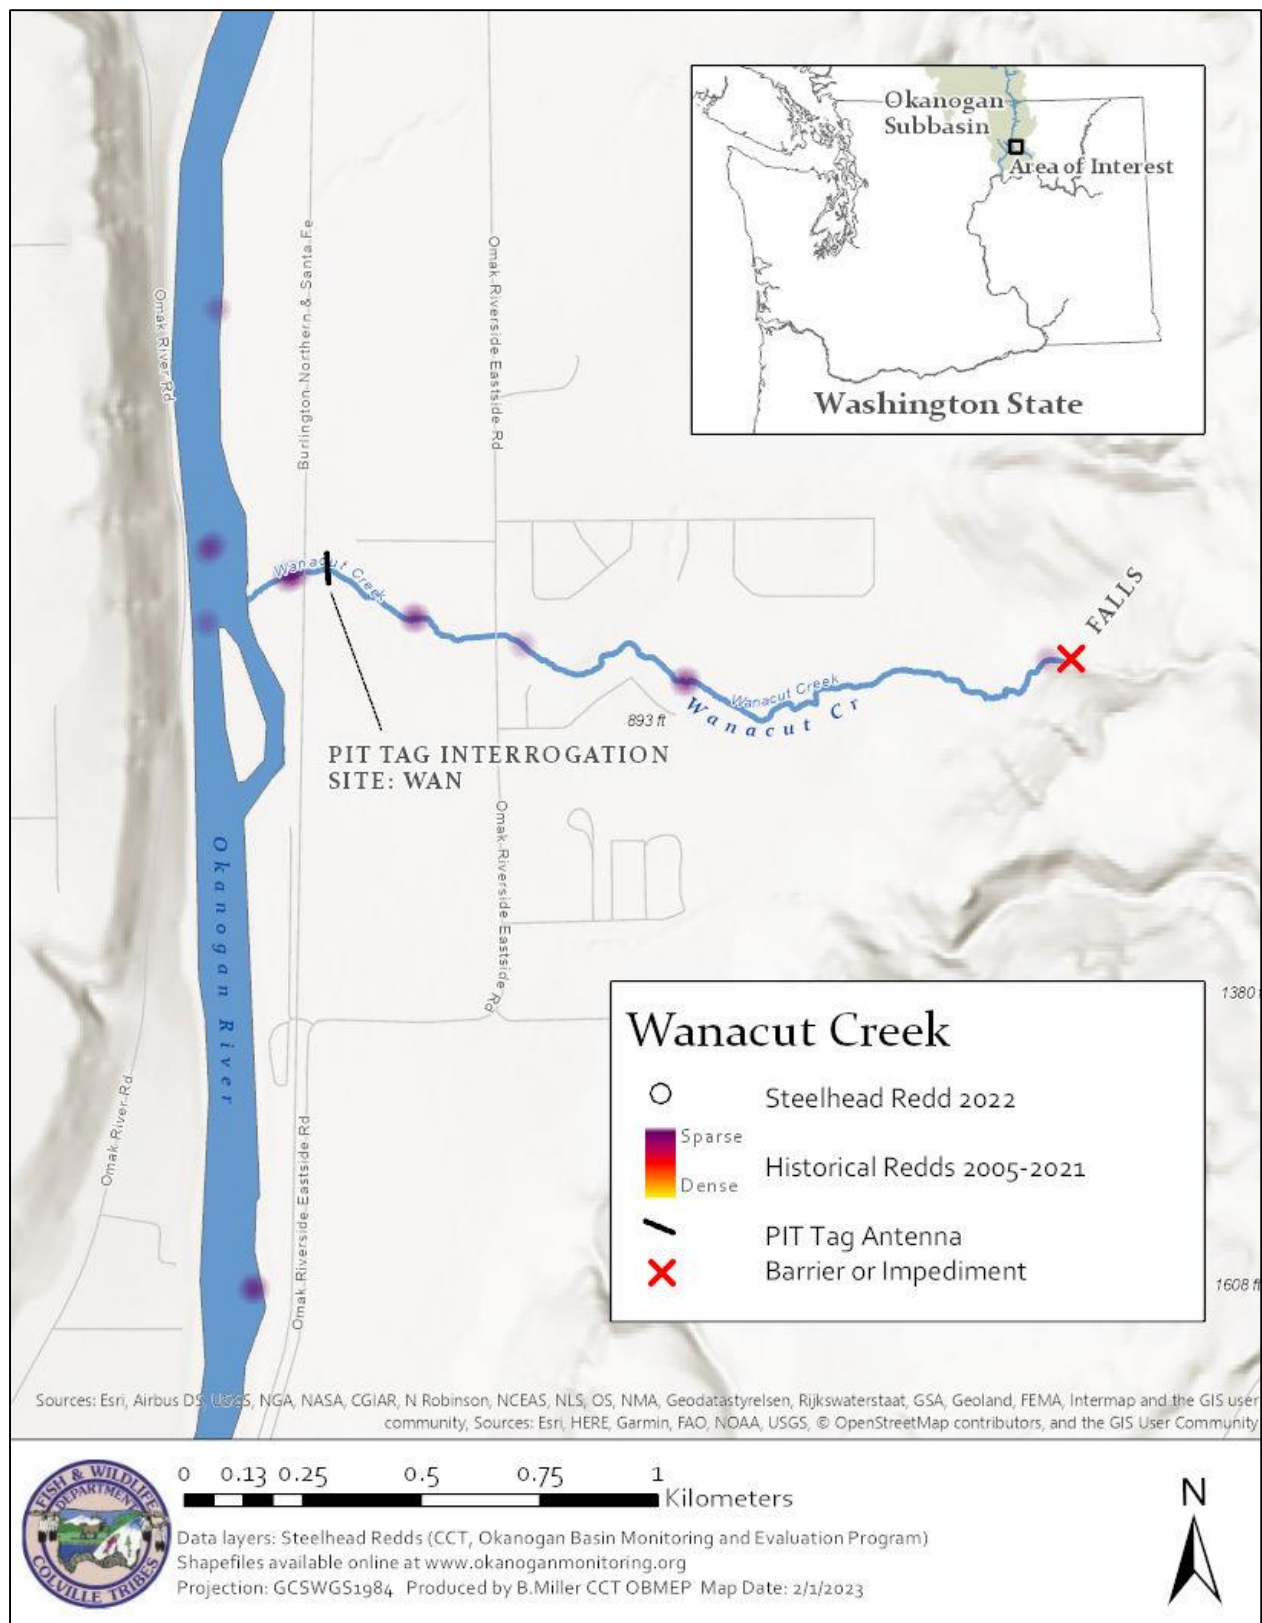 Okanogan
Subbasin
Area of Interest
Washington State
Omak River Rd
Burlington Northern & Santa Fe
Omak-Riverside-Eastside Rd
Wanacut Creek
FALLS
Wanacut Creek
Wanacut Cr
893 ft
PIT TAG INTERROGATION
SITE: WAN
Okanogan River
Omak-Riverside-Eastside Rd
Omak River Rd
Omak-Riverside-Eastside Rd
1380
1608 ft
Wanacut Creek
Steelhead Redd 2022
Sparse
Historical Redds 2005-2021
Dense
PIT Tag Antenna
Barrier or Impediment
Sources: Esri, Airbus DS, USGS, NGA, NASA, CGIAR, N Robinson, NCEAS, NLS, OS, NMA, Geodatastyrelsen, Rijkswaterstaat, GSA, Geoland, FEMA, Intermap and the GIS user
community, Sources: Esri, HERE, Garmin, FAO, NOAA, USGS, © OpenStreetMap contributors, and the GIS User Community
FISH & WILDLIFE
DEPARTMENT
COLVILLE TRIBES
0 0.13 0.25 0.5 0.75 1
Kilometers
Data layers: Steelhead Redds (CCT, Okanogan Basin Monitoring and Evaluation Program)
Shapefiles available online at www.okanoganmonitoring.org
Projection: GCSWGS1984 Produced by B.Miller CCT OBMEP Map Date: 2/1/2023
N